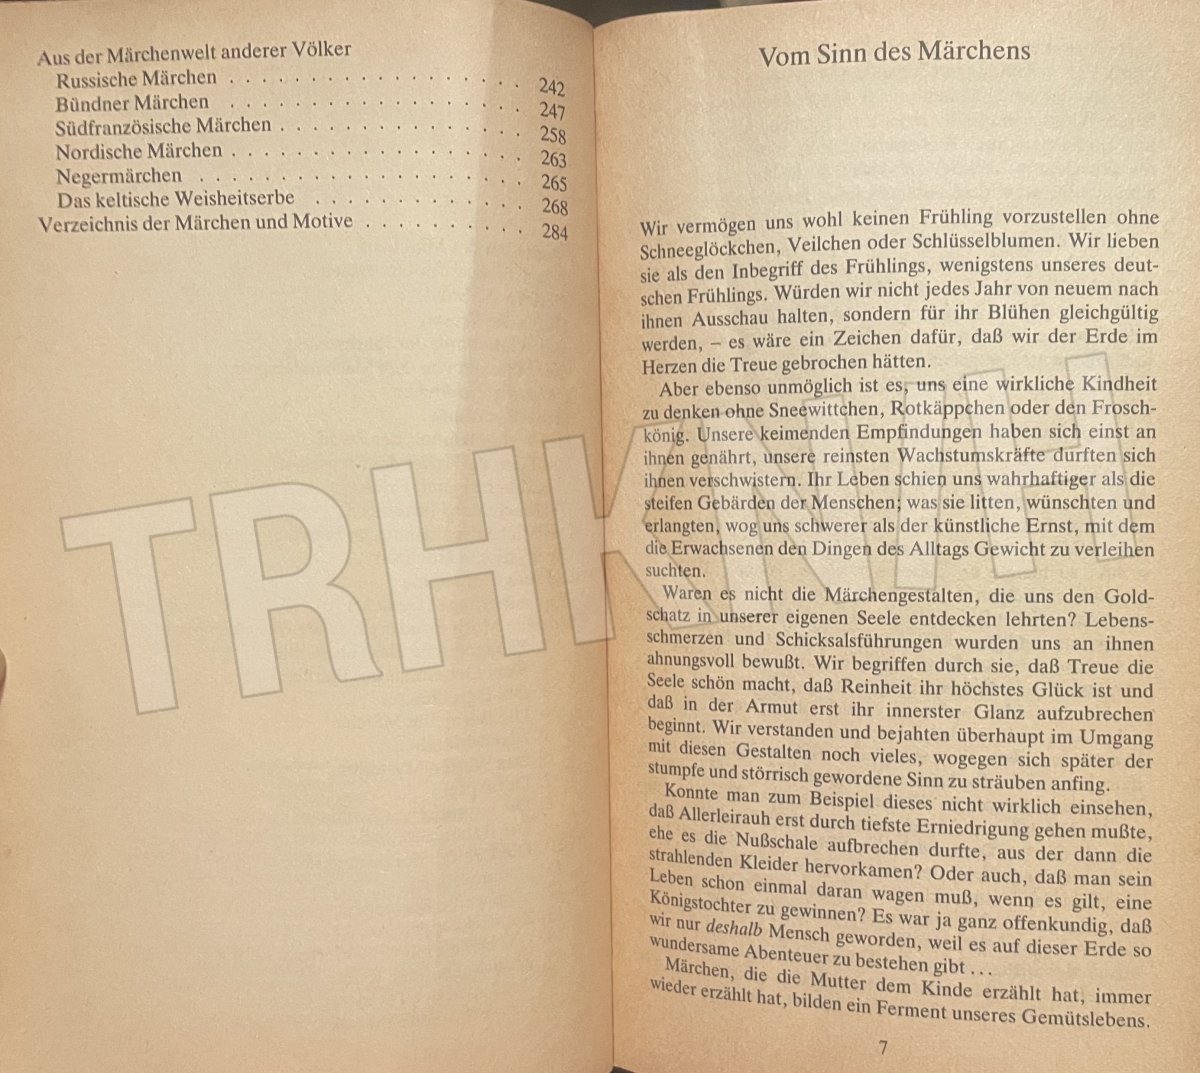 Aus der Märchenwelt anderer Völker
Russische Märchen . . . . . . . . . . . . . . . . 242
Bündner Märchen . . . . . . . . . . . . . . . . 247
Südfranzösische Märchen . . . . . . . . . . . . . 258
Nordische Märchen . . . . . . . . . . . . . . . . 263
Negermärchen . . . . . . . . . . . . . . . . . 265
Das keltische Weisheitserbe . . . . . . . . . . . . 268
Verzeichnis der Märchen und Motive . . . . . . . . . . 284
Vom Sinn des Märchens
Wir vermögen uns wohl keinen Frühling vorzustellen ohne
Schneeglöckchen, Veilchen oder Schlüsselblumen. Wir lieben
sie als den Inbegriff des Frühlings, wenigstens unseres deut-
schen Frühlings. Würden wir nicht jedes Jahr von neuem nach
ihnen Ausschau halten, sondern für ihr Blühen gleichgültig
werden, – es wäre ein Zeichen dafür, daß wir der Erde im
Herzen die Treue gebrochen hätten.
Aber ebenso unmöglich ist es, uns eine wirkliche Kindheit
zu denken ohne Sneewittchen, Rotkäppchen oder den Frosch-
könig. Unsere keimenden Empfindungen haben sich einst an
ihnen genährt, unsere reinsten Wachstumskräfte durften sich
ihnen verschwistern. Ihr Leben schien uns wahrhaftiger als die
steifen Gebärden der Menschen; was sie litten, wünschten und
erlangten, wog uns schwerer als der künstliche Ernst, mit dem
die Erwachsenen den Dingen des Alltags Gewicht zu verleihen
suchten.
Waren es nicht die Märchengestalten, die uns den Gold-
schatz in unserer eigenen Seele entdecken lehrten? Lebens-
schmerzen und Schicksalsführungen wurden uns an ihnen
ahnungsvoll bewußt. Wir begriffen durch sie, daß Treue die
Seele schön macht, daß Reinheit ihr höchstes Glück ist und
daß in der Armut erst ihr innerster Glanz aufzubrechen
beginnt. Wir verstanden und bejahten überhaupt im Umgang
mit diesen Gestalten noch vieles, wogegen sich später der
stumpfe und störrisch gewordene Sinn zu sträuben anfing.
Konnte man zum Beispiel dieses nicht wirklich einsehen,
daß Allerleirauh erst durch tiefste Erniedrigung gehen mußte,
ehe es die Nußschale aufbrechen durfte, aus der dann die
strahlenden Kleider hervorkamen? Oder auch, daß man sein
Leben schon einmal daran wagen muß, wenn es gilt, eine
Königstochter zu gewinnen? Es war ja ganz offenkundig, daß
wir nur deshalb Mensch geworden, weil es auf dieser Erde so
wundersame Abenteuer zu bestehen gibt ...
Märchen, die die Mutter dem Kinde erzählt hat, immer
wieder erzählt hat, bilden ein Ferment unseres Gemütslebens.
7